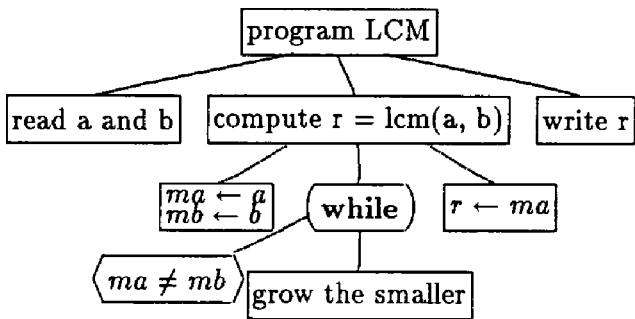 program LCM
read a and b
compute r = lcm(a, b)
write r
ma ← a
mb ← b
while
r ← ma
ma ≠ mb
grow the smaller